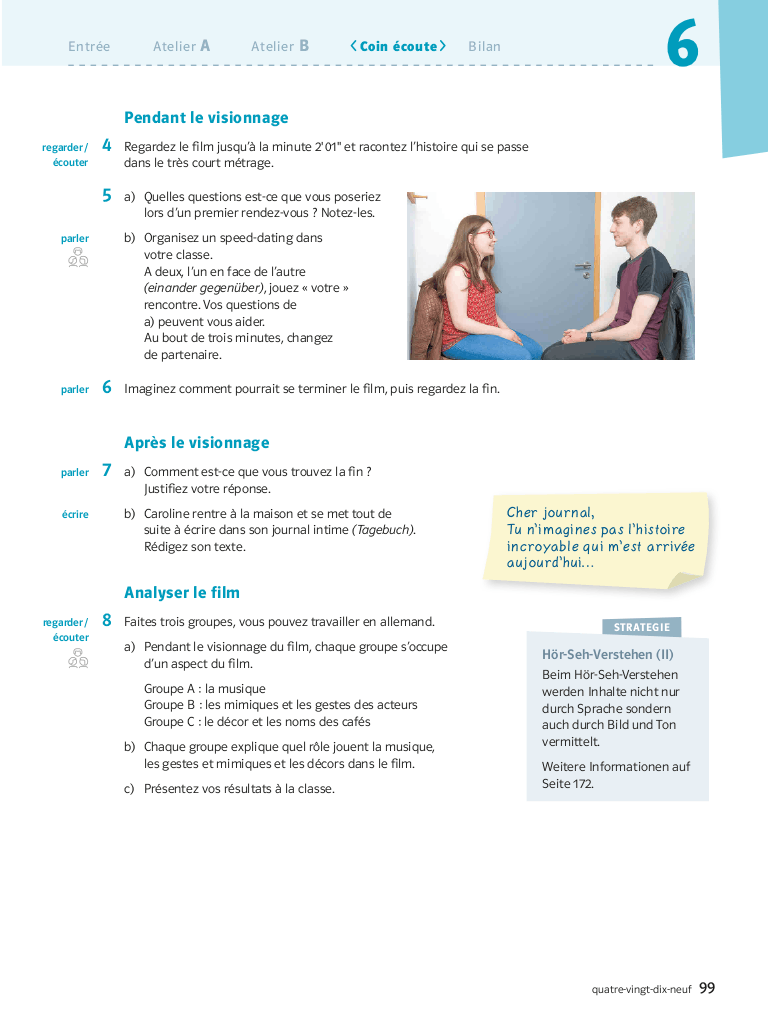 Entrée Atelier A Atelier B ‹ Coin écoute › Bilan 6
Pendant le visionnage
regarder/
écouter
4 Regardez le film jusqu'à la minute 2'01" et racontez l'histoire qui se passe
dans le très court métrage.
5 a) Quelles questions est-ce que vous poseriez
lors d'un premier rendez-vous ? Notez-les.
parler
b) Organisez un speed-dating dans
votre classe.
A deux, l'un en face de l'autre
(einander gegenüber), jouez « votre »
rencontre. Vos questions de
a) peuvent vous aider.
Au bout de trois minutes, changez
de partenaire.
parler 6 Imaginez comment pourrait se terminer le film, puis regardez la fin.
Après le visionnage
parler 7 a) Comment est-ce que vous trouvez la fin ?
Justifiez votre réponse.
écrire b) Caroline rentre à la maison et se met tout de
suite à écrire dans son journal intime (Tagebuch).
Rédigez son texte.
Cher journal,
Tu n'imagines pas l'histoire
incroyable qui m'est arrivée
aujourd'hui...
Analyser le film
regarder/
écouter
8 Faites trois groupes, vous pouvez travailler en allemand.
a) Pendant le visionnage du film, chaque groupe s'occupe
d'un aspect du film.
Groupe A : la musique
Groupe B : les mimiques et les gestes des acteurs
Groupe C : le décor et les noms des cafés
b) Chaque groupe explique quel rôle jouent la musique,
les gestes et mimiques et les décors dans le film.
c) Présentez vos résultats à la classe.
STRATEGIE
Hör-Seh-Verstehen (II)
Beim Hör-Seh-Verstehen
werden Inhalte nicht nur
durch Sprache sondern
auch durch Bild und Ton
vermittelt.
Weitere Informationen auf
Seite 172.
quatre-vingt-dix-neuf 99